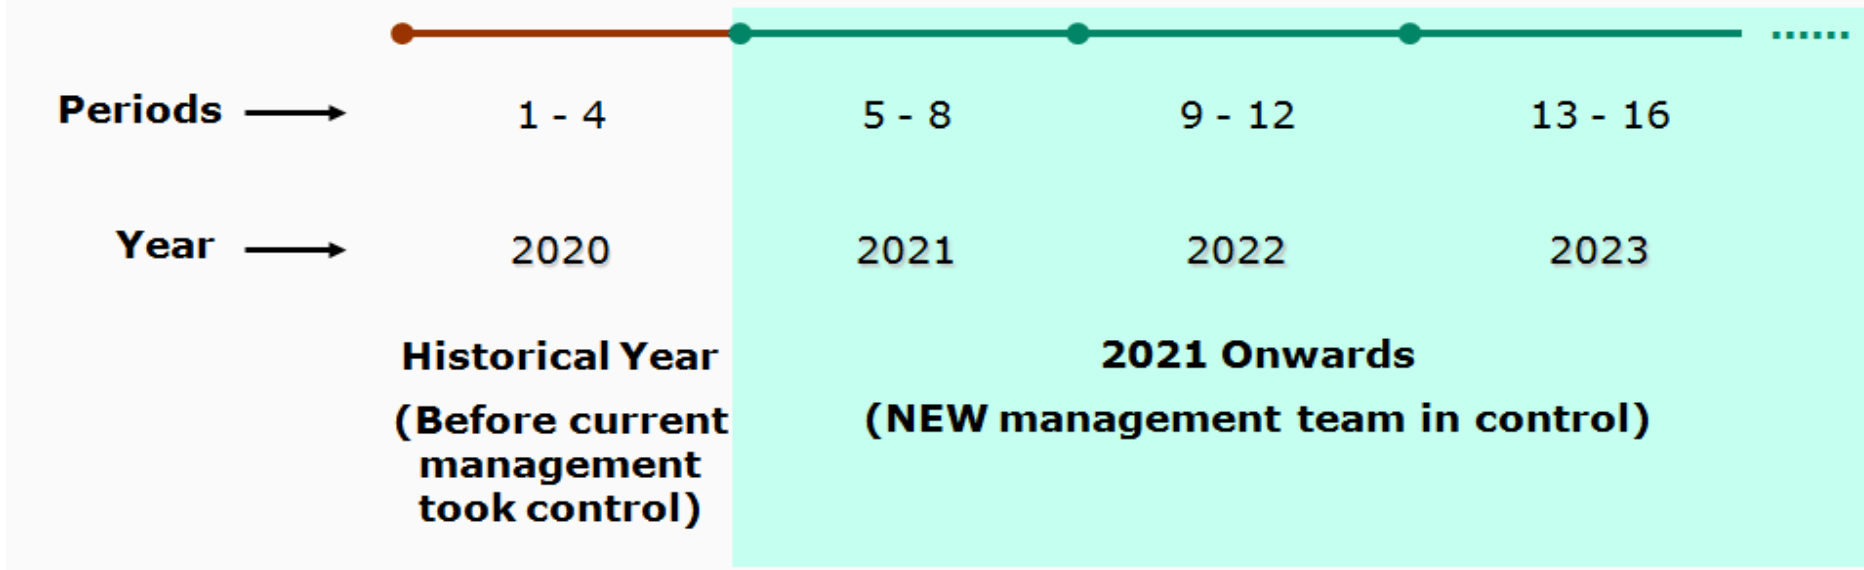 Periods 1 - 4 5 - 8 9 - 12 13 - 16
Year 2020 2021 2022 2023
Historical Year
(Before current
management
took control)
2021 Onwards
(NEW management team in control)